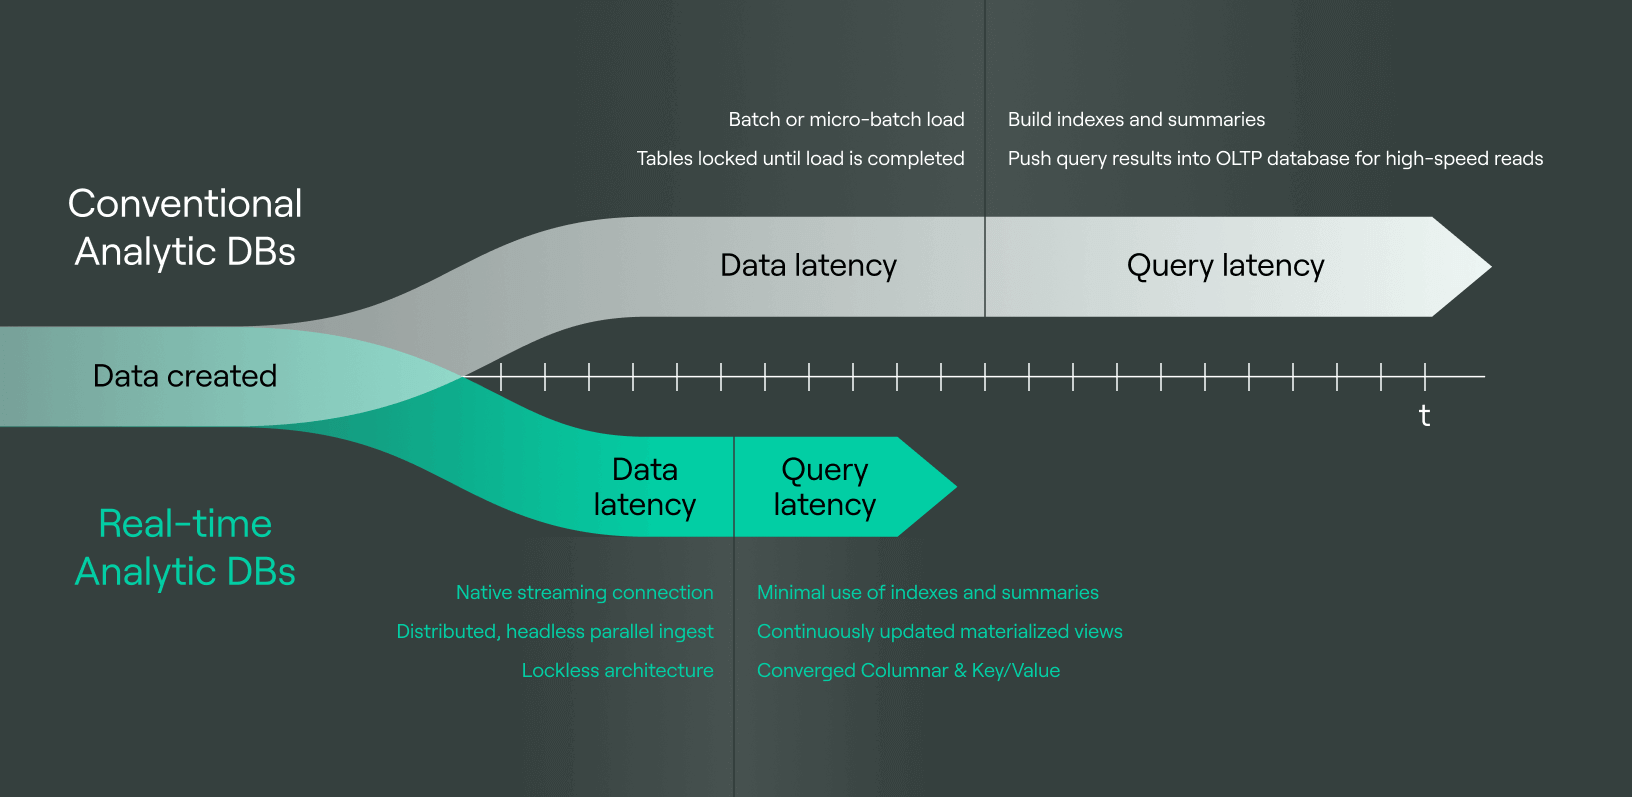 Batch or micro-batch load
Tables locked until load is completed
Build indexes and summaries
Push query results into OLTP database for high-speed reads
Conventional
Analytic DBs
Data latency
Query latency
Data created
t
Data
latency
Query
latency
Real-time
Analytic DBs
Native streaming connection
Distributed, headless parallel ingest
Lockless architecture
Minimal use of indexes and summaries
Continuously updated materialized views
Converged Columnar & Key/Value